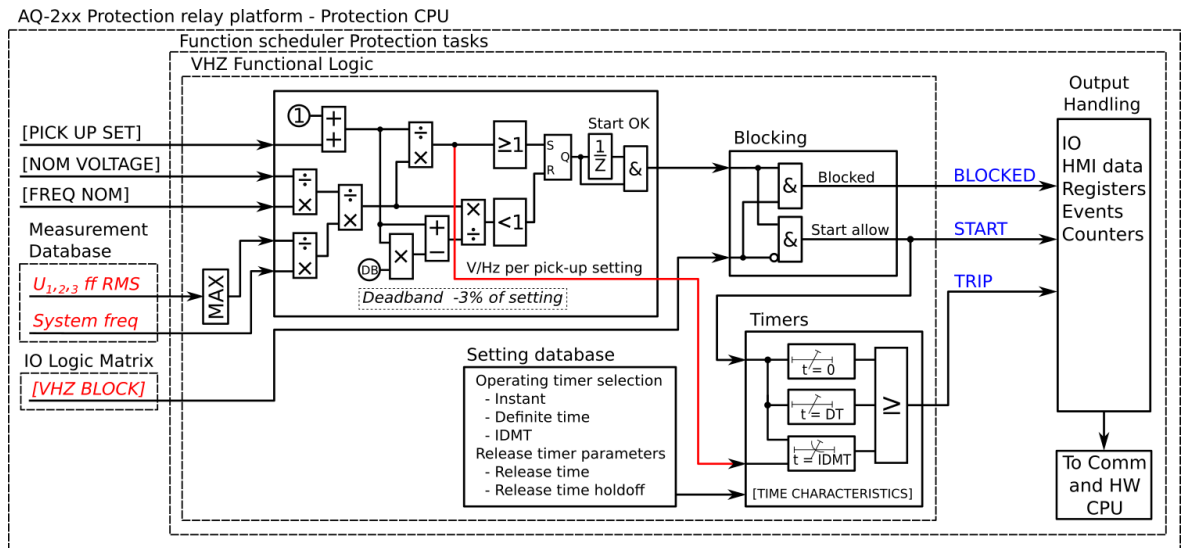 AQ-2xx Protection relay platform - Protection CPU
Function scheduler Protection tasks
VHZ Functional Logic
[PICK UP SET]
[NOM VOLTAGE]
[FREQ NOM]
Measurement
Database
U1,2,3 ff RMS
System freq
IO Logic Matrix
[VHZ BLOCK]
MAX
1
+
+
÷
×
÷
×
÷
×
÷
×
DB
×
+
−
×
÷
≥1
<1
S
R
Q
Start OK
1
Z
&
Deadband -3% of setting
V/Hz per pick-up setting
Blocking
&
Blocked
&
Start allow
Setting database
Operating timer selection
- Instant
- Definite time
- IDMT
Release timer parameters
- Release time
- Release time holdoff
Timers
t = 0
t = DT
t = IDMT
≥
[TIME CHARACTERISTICS]
BLOCKED
START
TRIP
Output
Handling
IO
HMI data
Registers
Events
Counters
To Comm
and HW
CPU